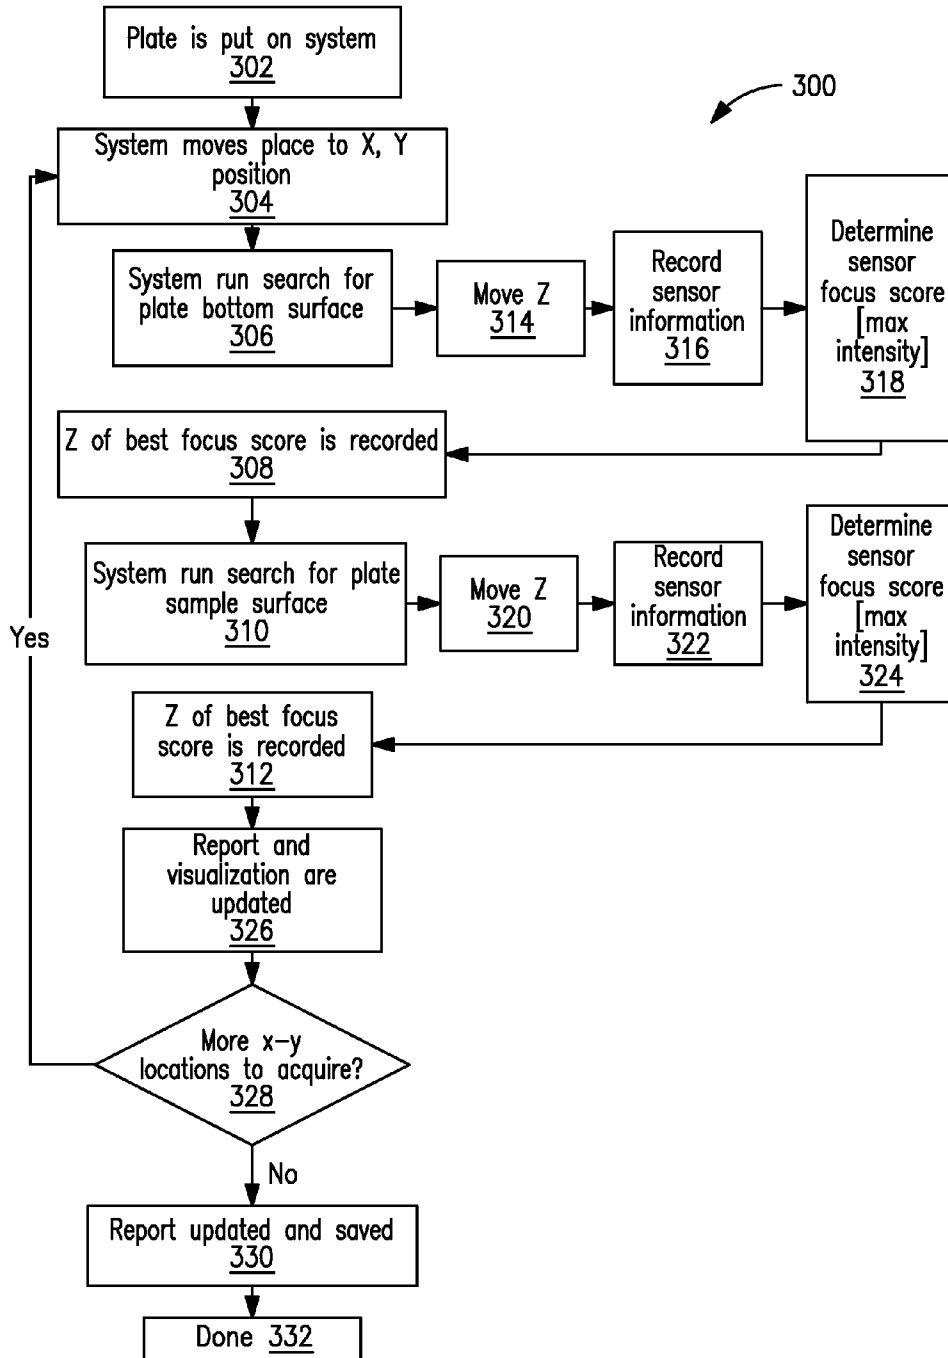 Plate is put on system
302
300
System moves place to X, Y
position
304
System run search for
plate bottom surface
306
Move Z
314
Record
sensor
information
316
Determine
sensor
focus score
[max
intensity]
318
Z of best focus score is recorded
308
System run search for plate
sample surface
310
Move Z
320
Record
sensor
information
322
Determine
sensor
focus score
[max
intensity]
324
Z of best focus
score is recorded
312
Report and
visualization are
updated
326
More x-y
locations to acquire?
328
Yes
No
Report updated and saved
330
Done 332